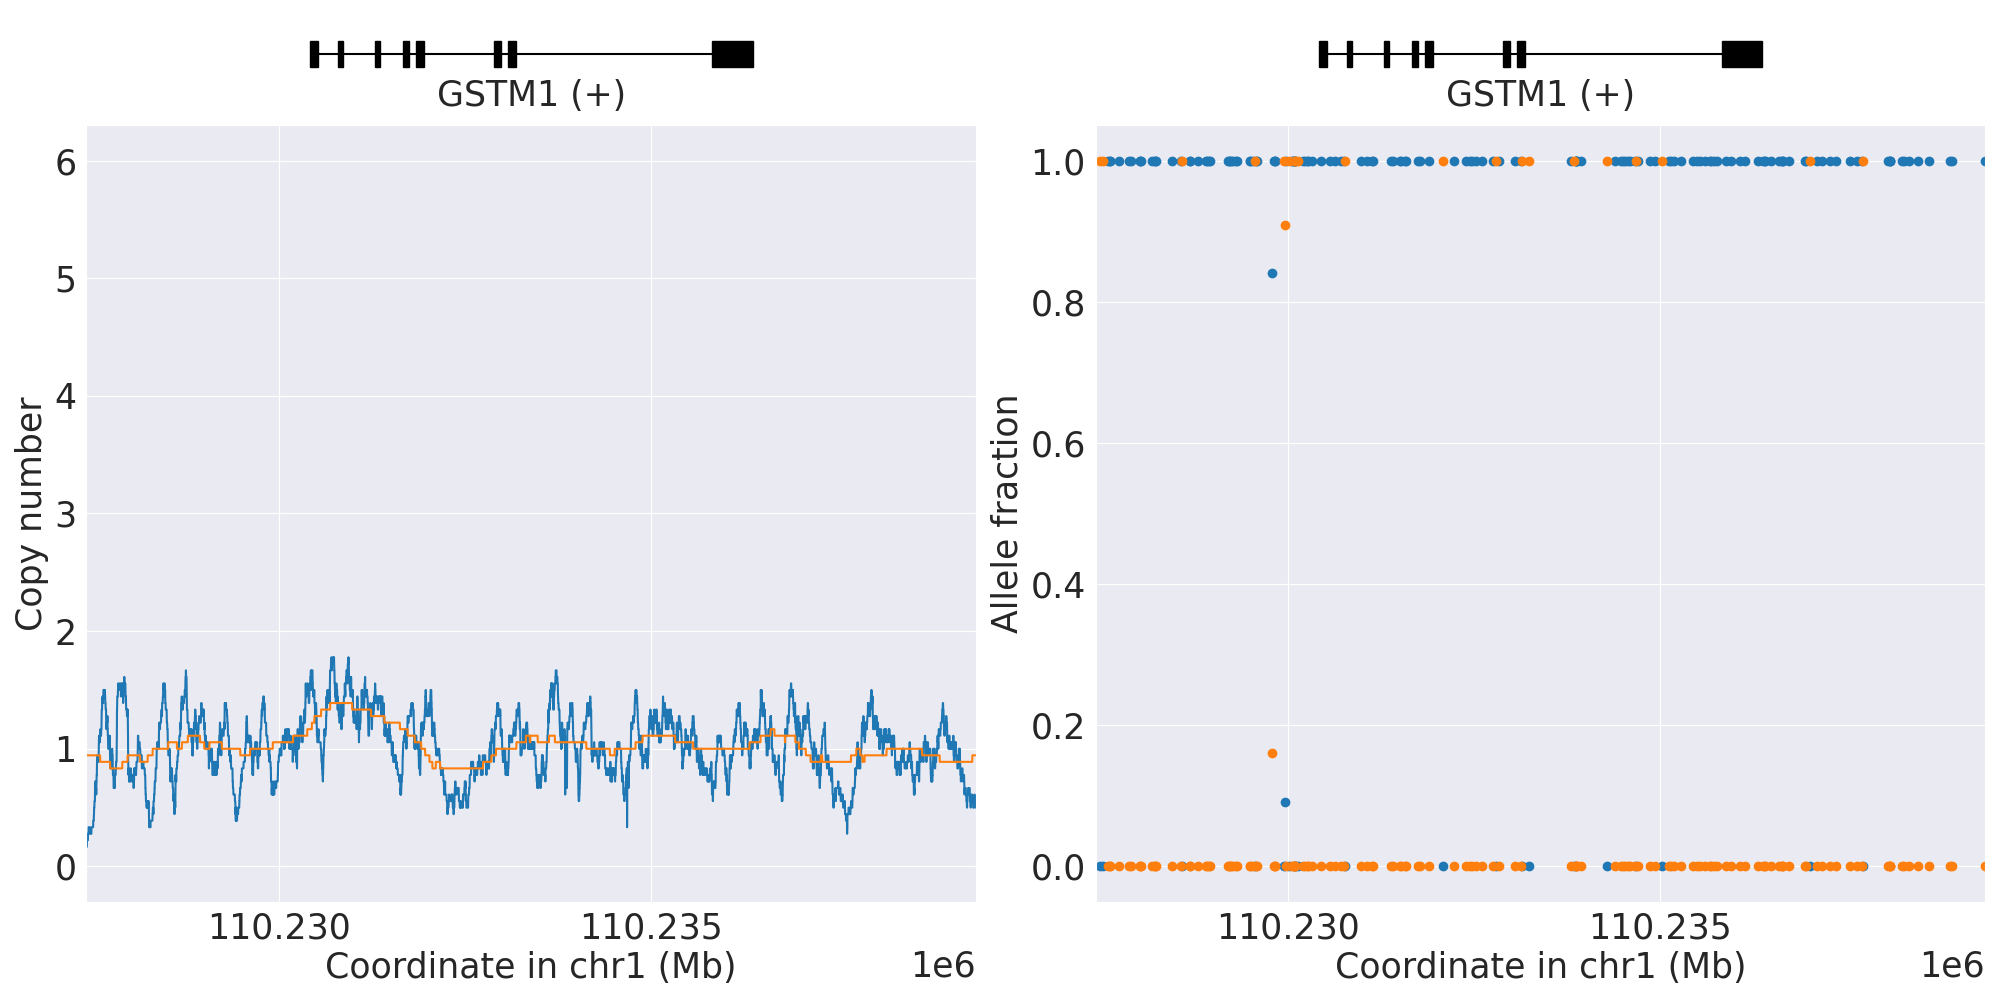 GSTM1 (+)
6
5
4
3
2
1
0
Copy number
110.230
110.235
Coordinate in chr1 (Mb)
1e6
GSTM1 (+)
1.0
0.8
0.6
0.4
0.2
0.0
Allele fraction
110.230
110.235
Coordinate in chr1 (Mb)
1e6